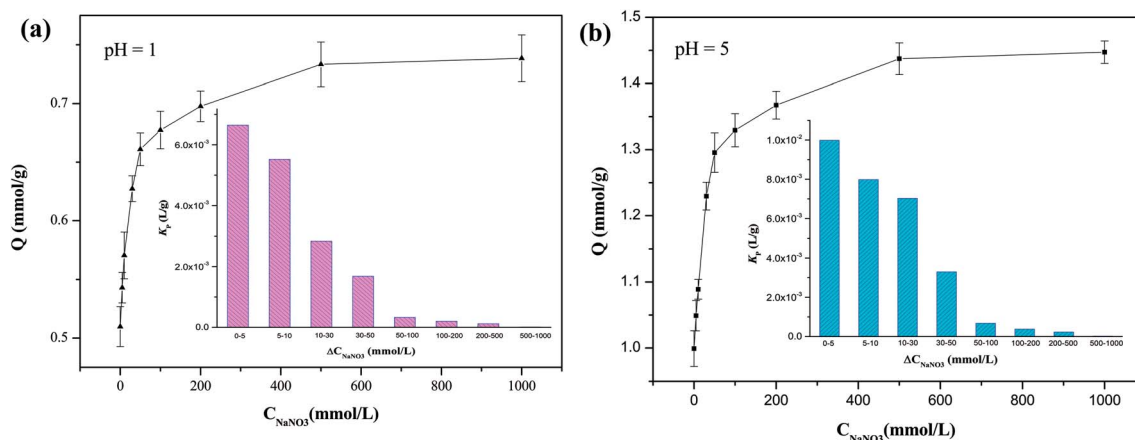 (a)
pH = 1
Q (mmol/g)
0.7
0.6
0.5
K_P (L/g)
6.0x10⁻³
4.0x10⁻³
2.0x10⁻³
0.0
0-5 5-10 10-30 30-50 50-100 100-200 200-500 500-1000
ΔC_NaNO3 (mmol/L)
0 200 400 600 800 1000
C_NaNO3(mmol/L)
(b)
pH = 5
Q (mmol/g)
1.5
1.4
1.3
1.2
1.1
1.0
K_P (L/g)
1.0x10⁻²
8.0x10⁻³
6.0x10⁻³
4.0x10⁻³
2.0x10⁻³
0.0
0-5 5-10 10-30 30-50 50-100 100-200 200-500 500-1000
ΔC_NaNO3 (mmol/L)
0 200 400 600 800 1000
C_NaNO3(mmol/L)